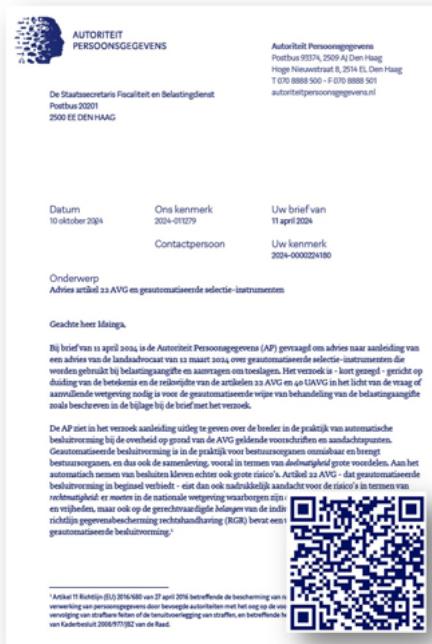 AUTORITEIT
PERSOONSGEGEVENS
Autoriteit Persoonsgegevens
Postbus 93374, 2509 AJ Den Haag
Hoge Nieuwstraat 8, 2514 EL Den Haag
T 070 8888 500 - F 070 8888 501
autoriteitpersoonsgegevens.nl
De Staatssecretaris Fiscaliteit en Belastingdienst
Postbus 20201
2500 EE DEN HAAG
Datum
10 oktober 2024
Ons kenmerk
2024-011279
Uw brief van
11 april 2024
Contactpersoon
Uw kenmerk
2024-0000224180
Onderwerp
Advies artikel 22 AVG en geautomatiseerde selectie-instrumenten
Geachte heer Idsinga,
Bij brief van 11 april 2024 is de Autoriteit Persoonsgegevens (AP) gevraagd om advies naar aanleiding van
een advies van de landsadvocaat van 12 maart 2024 over geautomatiseerde selectie-instrumenten die
worden gebruikt bij belastingaangifte en aanvragen om toeslagen. Het verzoek is - kort gezegd - gericht op
duiding van de betekenis en de reikwijdte van de artikelen 22 AVG en 40 UAVG in het licht van de vraag of
aanvullende wetgeving nodig is voor de geautomatiseerde wijze van behandeling van de belastingaangifte
zoals beschreven in de bijlage bij de brief met het verzoek.
De AP ziet in het verzoek aanleiding uitleg te geven over de breder in de praktijk van automatische
besluitvorming bij de overheid op grond van de AVG geldende voorschriften en aandachtspunten.
Geautomatiseerde besluitvorming is in de praktijk voor bestuursorganen onmisbaar en brengt
bestuursorganen, en dus ook de samenleving, vooral in termen van doelmatigheid grote voordelen. Aan het
automatisch nemen van besluiten kleven echter ook grote risico's. Artikel 22 AVG - dat geautomatiseerde
besluitvorming in beginsel verbiedt - eist dan ook nadrukkelijk aandacht voor de risico's in termen van
rechtmatigheid: er moeten in de nationale wetgeving waarborgen zijn
en vrijheden, maar ook op de gerechtvaardigde belangen van de
richtlijn gegevensbescherming rechtshandhaving (RGR) bevat een
geautomatiseerde besluitvorming.¹
¹ Artikel 11 Richtlijn (EU) 2016/680 van 27 april 2016 betreffende de bescherming van
verwerking van persoonsgegevens door bevoegde autoriteiten met het oog op de
vervolging van strafbare feiten of de tenuitvoerlegging van straffen, en betreffende
van Kaderbesluit 2008/977/JBZ van de Raad.